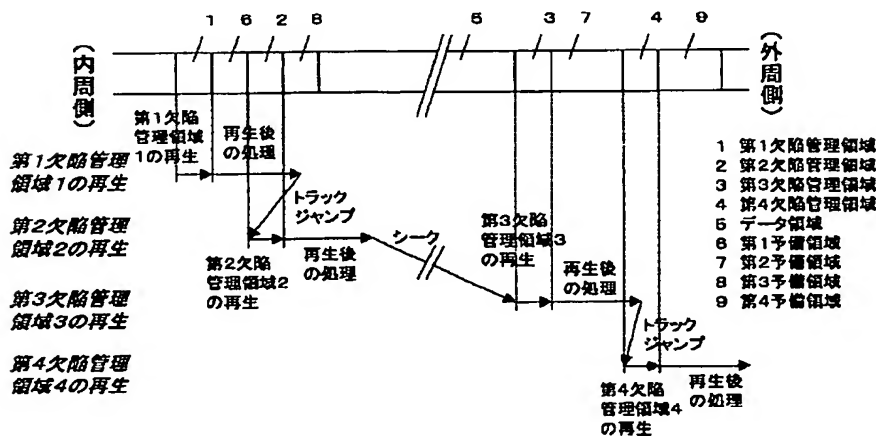 1 6 2 8 5 3 7 4 9
(内周側)
(外周側)
第1欠陥
管理領域
1の再生
再生後
の処理
第1欠陥管理
領域1の再生
トラック
ジャンプ
第2欠陥管理
領域2の再生
第2欠陥
管理領域2
の再生
再生後
の処理
シーク
第3欠陥
管理領域3
の再生
再生後
の処理
第3欠陥管理
領域3の再生
トラック
ジャンプ
第4欠陥管理
領域4の再生
第4欠陥
管理領域4
の再生
再生後
の処理
1 第1欠陥管理領域
2 第2欠陥管理領域
3 第3欠陥管理領域
4 第4欠陥管理領域
5 データ領域
6 第1予備領域
7 第2予備領域
8 第3予備領域
9 第4予備領域